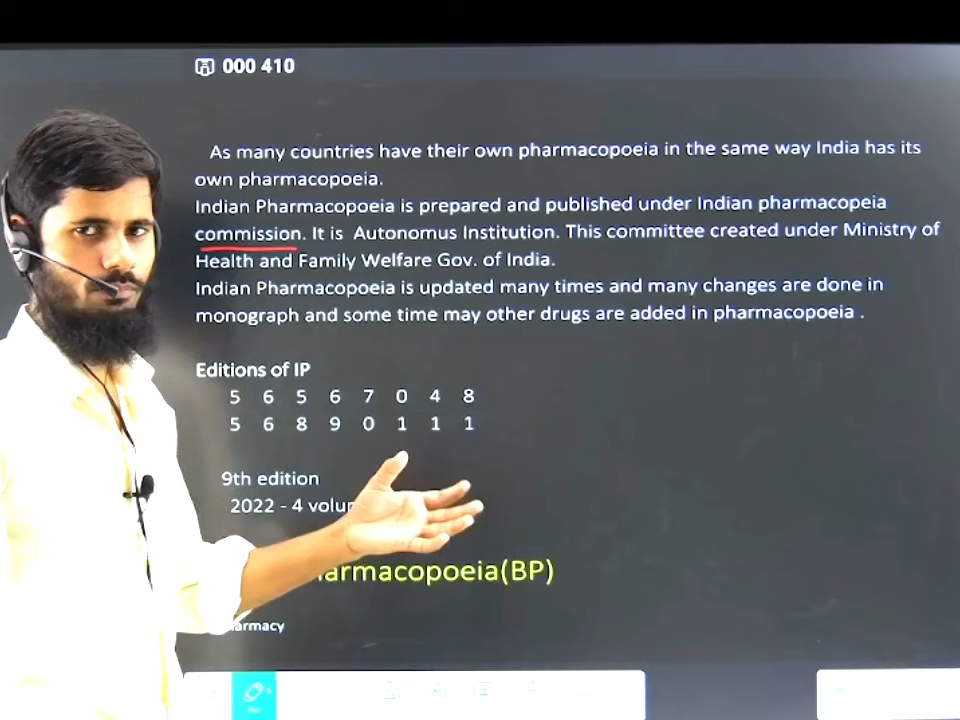 000 410
As many countries have their own pharmacopoeia in the same way India has its
own pharmacopoeia.
Indian Pharmacopoeia is prepared and published under Indian pharmacopeia
commission. It is Autonomus Institution. This committee created under Ministry of
Health and Family Welfare Gov. of India.
Indian Pharmacopoeia is updated many times and many changes are done in
monograph and some time may other drugs are added in pharmacopoeia .
Editions of IP
5 6 5 6 7 0 4 8
5 6 8 9 0 1 1 1
9th edition
2022 - 4 volu
armacopoeia(BP)
armacy